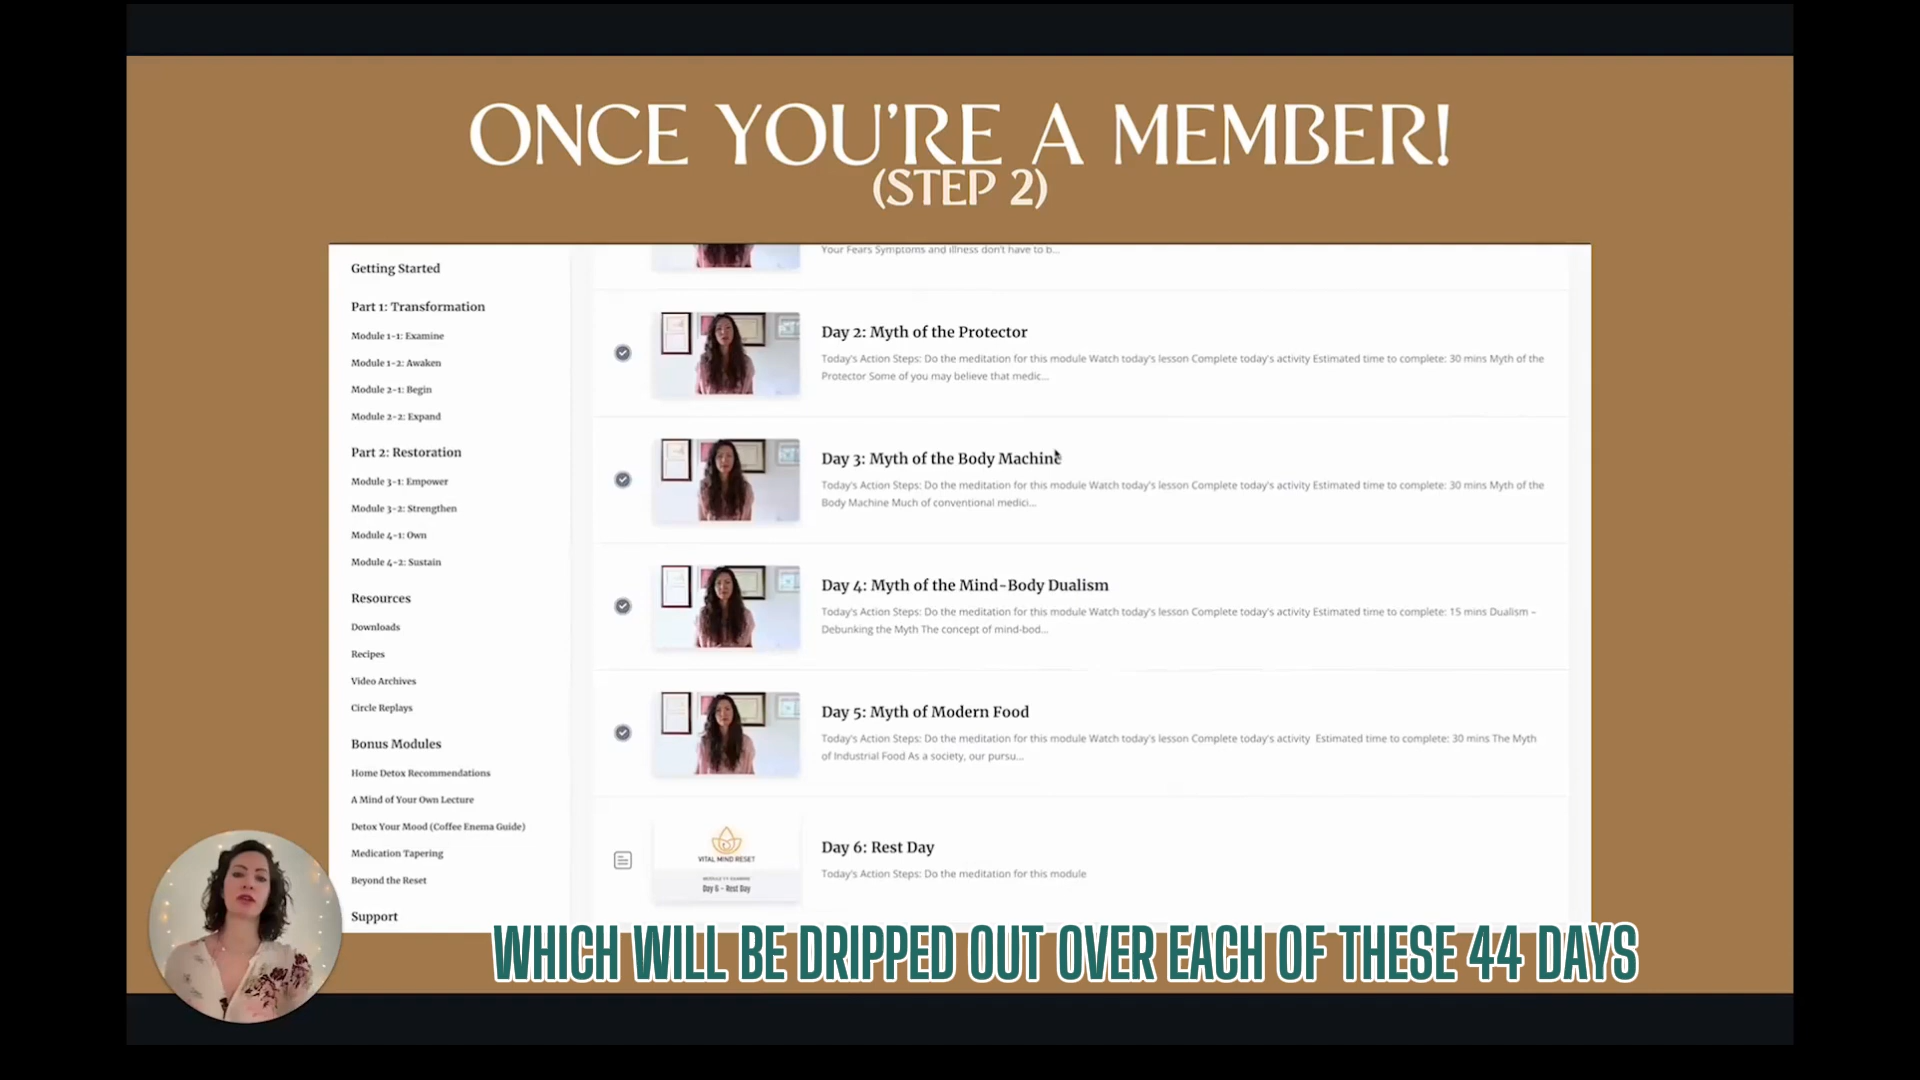 ONCE YOU'RE A MEMBER!
(STEP 2)
Getting Started
Part 1: Transformation
Module 1-1: Examine
Module 1-2: Awaken
Module 2-1: Begin
Module 2-2: Expand
Part 2: Restoration
Module 3-1: Empower
Module 3-2: Strengthen
Module 4-1: Own
Module 4-2: Sustain
Resources
Downloads
Recipes
Video Archives
Circle Replays
Bonus Modules
Home Detox Recommendations
A Mind of Your Own Lecture
Detox Your Mood (Coffee Enema Guide)
Medication Tapering
Beyond the Reset
Support
Your Fears Symptoms and illness don't have to b...
Day 2: Myth of the Protector
Today's Action Steps: Do the meditation for this module Watch today's lesson Complete today's activity Estimated time to complete: 30 mins Myth of the
Protector Some of you may believe that medic...
Day 3: Myth of the Body Machine
Today's Action Steps: Do the meditation for this module Watch today's lesson Complete today's activity Estimated time to complete: 30 mins Myth of the
Body Machine Much of conventional medici...
Day 4: Myth of the Mind-Body Dualism
Today's Action Steps: Do the meditation for this module Watch today's lesson Complete today's activity Estimated time to complete: 15 mins Dualism –
Debunking the Myth The concept of mind-bod...
Day 5: Myth of Modern Food
Today's Action Steps: Do the meditation for this module Watch today's lesson Complete today's activity Estimated time to complete: 30 mins The Myth
of Industrial Food As a society, our pursu...
VITAL MIND RESET
MODULE 1-1: EXAMINE
Day 6 - Rest Day
Day 6: Rest Day
Today's Action Steps: Do the meditation for this module
WHICH WILL BE DRIPPED OUT OVER EACH OF THESE 44 DAYS